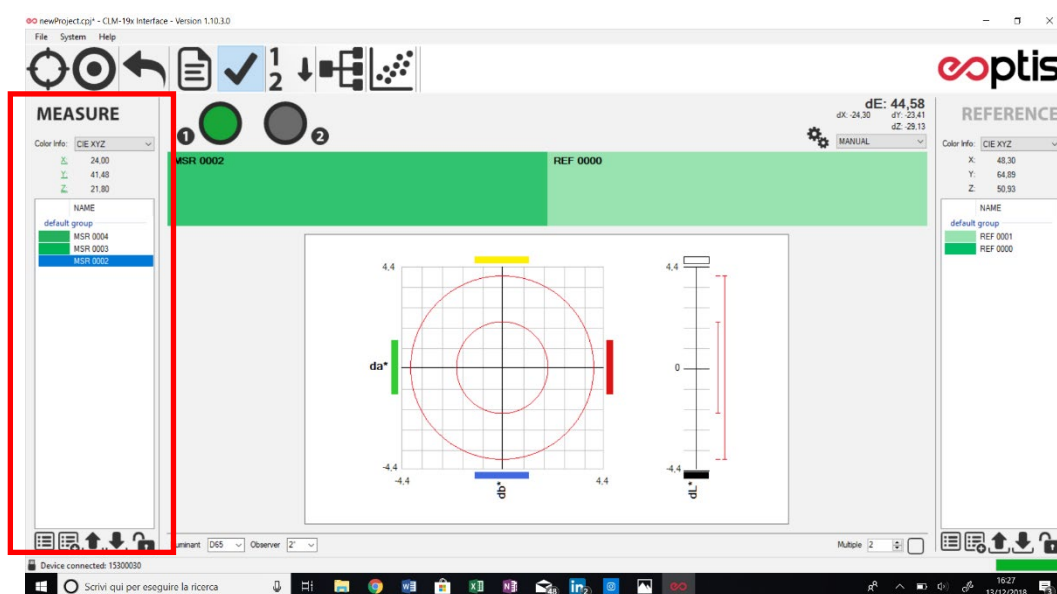 newProject.cpj* - CLM-19x Interface - Version 1.10.3.0
File System Help
1
2
eoptis
MEASURE
Color Info: CIE XYZ
X: 24,00
Y: 41,48
Z: 21,80
NAME
default group
MSR 0004
MSR 0003
MSR 0002
1
2
dE: 44,58
dX: -24,30 dY: -23,41
dZ: -29,13
MANUAL
MSR 0002
REF 0000
4,4
da*
-4,4
-4,4
db*
4,4
4,4
0
-4,4
dL*
REFERENCE
Color Info: CIE XYZ
X: 48,30
Y: 64,89
Z: 50,93
NAME
default group
REF 0001
REF 0000
uminant D65 Observer 2°
Multiple 2
Device connected: 15300030
Scrivi qui per eseguire la ricerca
16:27
13/12/2018